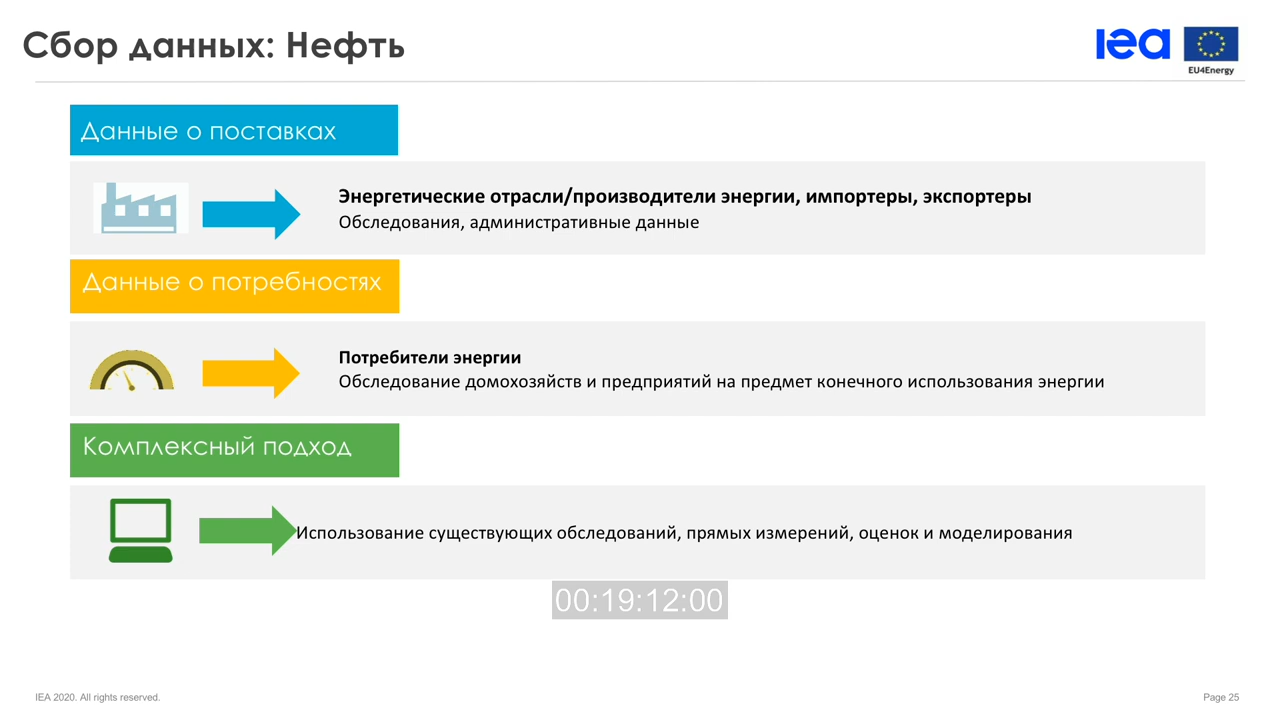 Сбор данных: Нефть
iea
EU4Energy
Данные о поставках
Энергетические отрасли/производители энергии, импортеры, экспортеры
Обследования, административные данные
Данные о потребностях
Потребители энергии
Обследование домохозяйств и предприятий на предмет конечного использования энергии
Комплексный подход
Использование существующих обследований, прямых измерений, оценок и моделирования
00:19:12:00
IEA 2020. All rights reserved.
Page 25